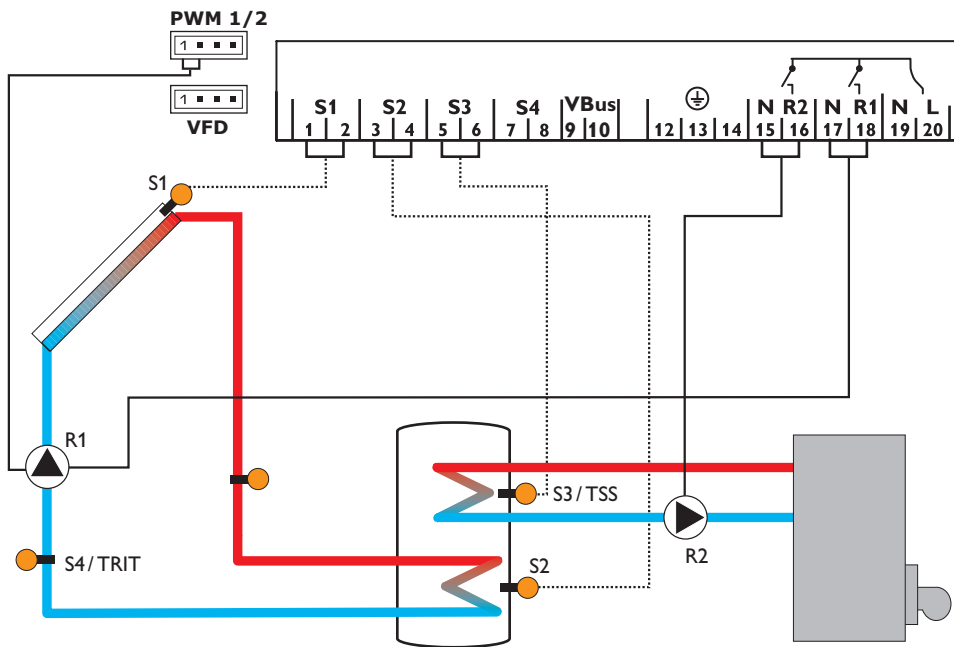 PWM 1/2
1
1
VFD
S1 S2 S3 S4 VBus N R2 N R1 N L
1 2 3 4 5 6 7 8 9 10 12 13 14 15 16 17 18 19 20
S1
R1
S4/TRIT
S3/TSS
S2
R2